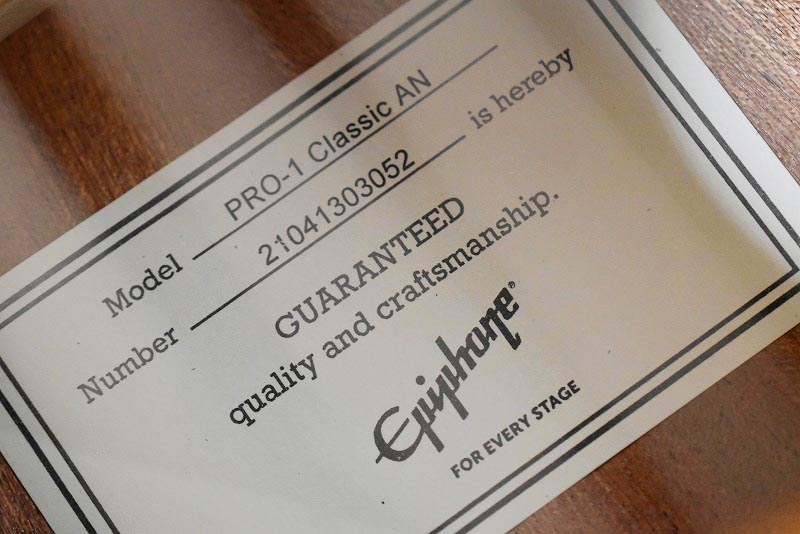 Model PRO-1 Classic AN
Number 21041303052 is hereby
GUARANTEED
quality and craftsmanship.
Epiphone®
FOR EVERY STAGE